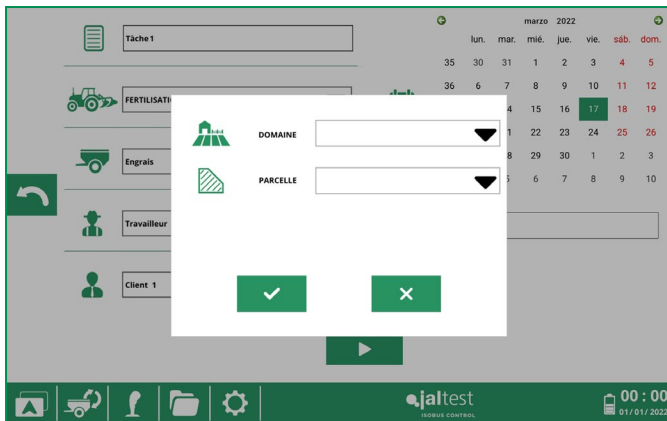 Tâche 1
marzo 2022
lun. mar. mié. jue. vie. sáb. dom.
35 30 31 1 2 3 4 5
36 6 7 8 9 10 11 12
4 15 16 17 18 19
1 22 23 24 25 26
8 29 30 1 2 3
5 6 7 8 9 10
FERTILISATI
Engrais
Travailleur
Client 1
DOMAINE
PARCELLE
jaltest
ISOBUS CONTROL
00 : 00
01/ 01/ 2022